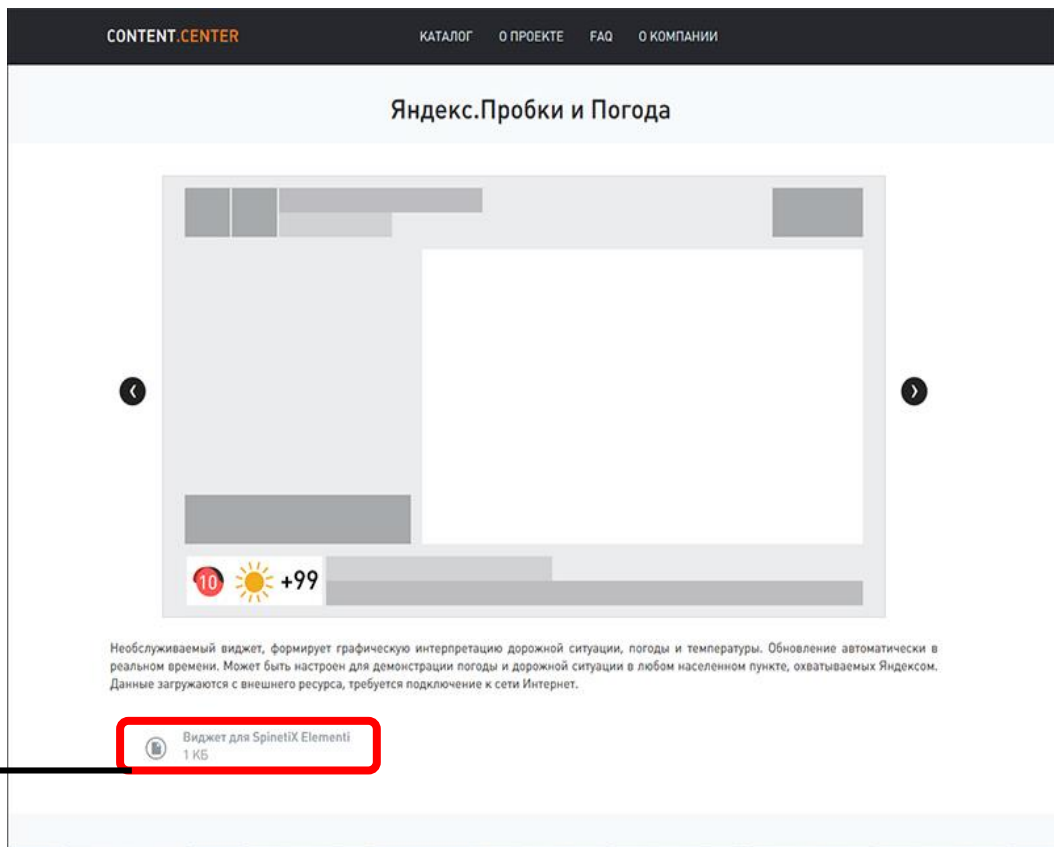 CONTENT.CENTER КАТАЛОГ О ПРОЕКТЕ FAQ О КОМПАНИИ
Яндекс.Пробки и Погода
10 +99
Необслуживаемый виджет, формирует графическую интерпретацию дорожной ситуации, погоды и температуры. Обновление автоматически в
реальном времени. Может быть настроен для демонстрации погоды и дорожной ситуации в любом населенном пункте, охватываемых Яндексом.
Данные загружаются с внешнего ресурса, требуется подключение к сети Интернет.
Виджет для SpinetiX Elementi
1 КБ